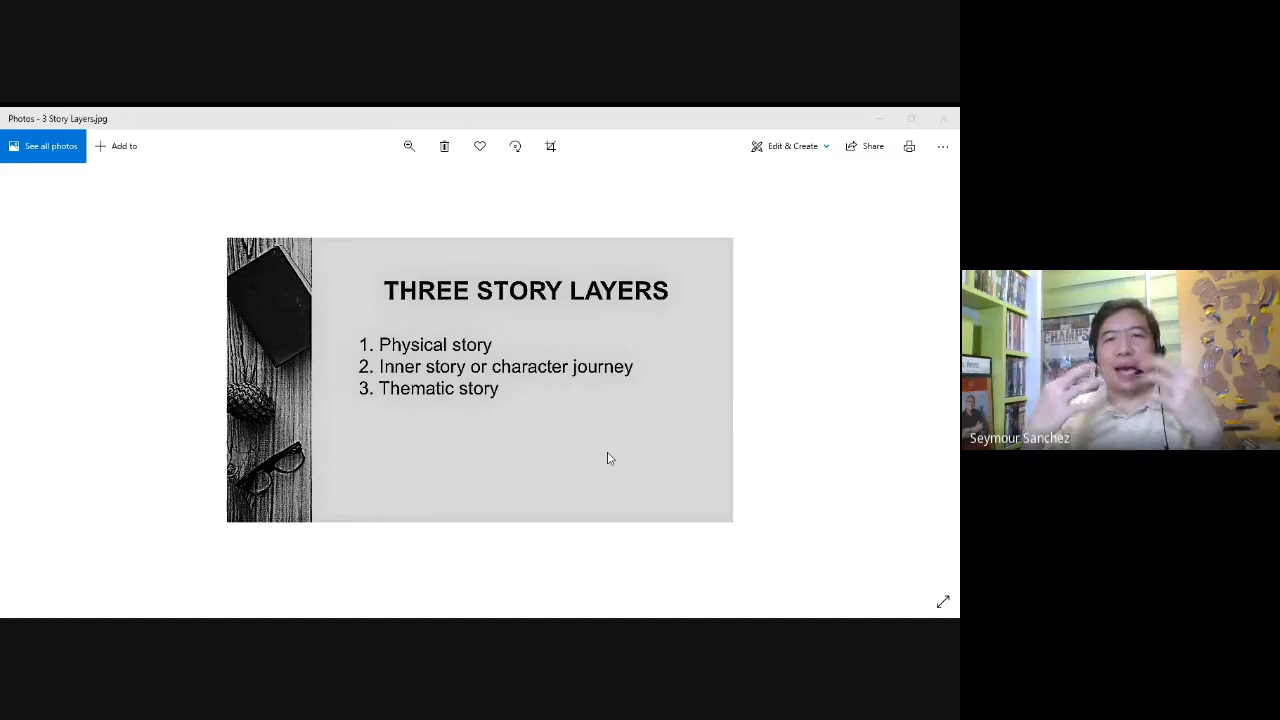 Photos - 3 Story Layers.jpg
See all photos
Add to
Edit & Create
Share
THREE STORY LAYERS
1. Physical story
2. Inner story or character journey
3. Thematic story
CHAMPS
Seymour Sanchez